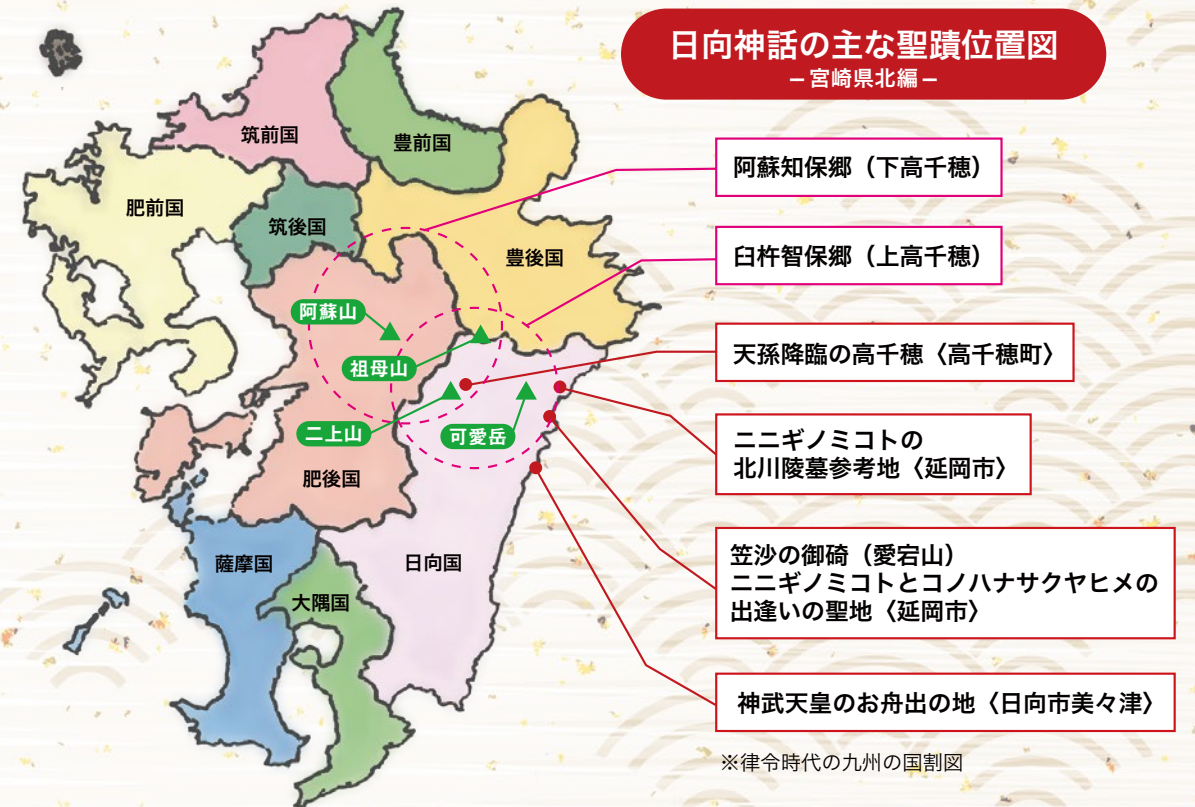 日向神話の主な聖蹟位置図
–宮崎県北編–
筑前国
豊前国
肥前国
筑後国
豊後国
阿蘇山
祖母山
二上山
可愛岳
肥後国
薩摩国
日向国
大隅国
阿蘇知保郷（下高千穂）
臼杵智保郷（上高千穂）
天孫降臨の高千穂〈高千穂町〉
ニニギノミコトの
北川陵墓参考地〈延岡市〉
笠沙の御碕（愛宕山）
ニニギノミコトとコノハナサクヤヒメの
出逢いの聖地〈延岡市〉
神武天皇のお舟出の地〈日向市美々津〉
※律令時代の九州の国割図